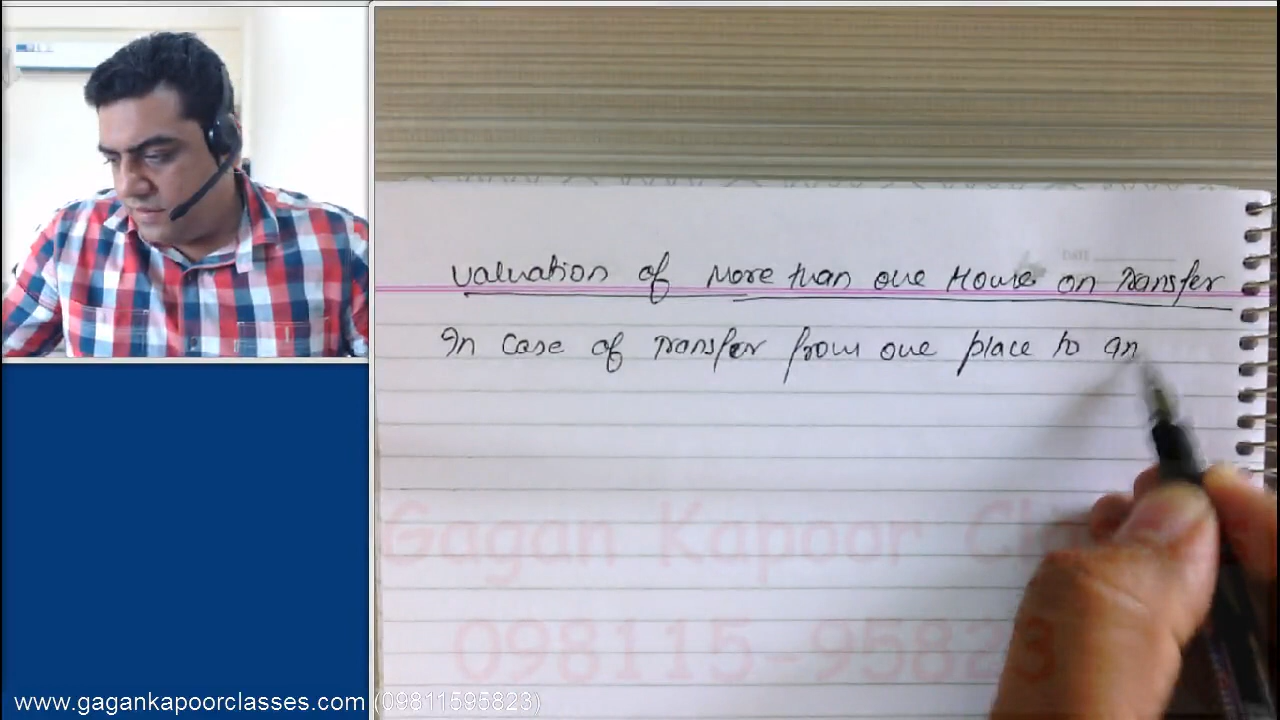 Valuation of More than one House on Transfer
In case of Transfer from one place to an
Gagan Kapoor
098115-95823
www.gagankapoorclasses.com (09811595823)